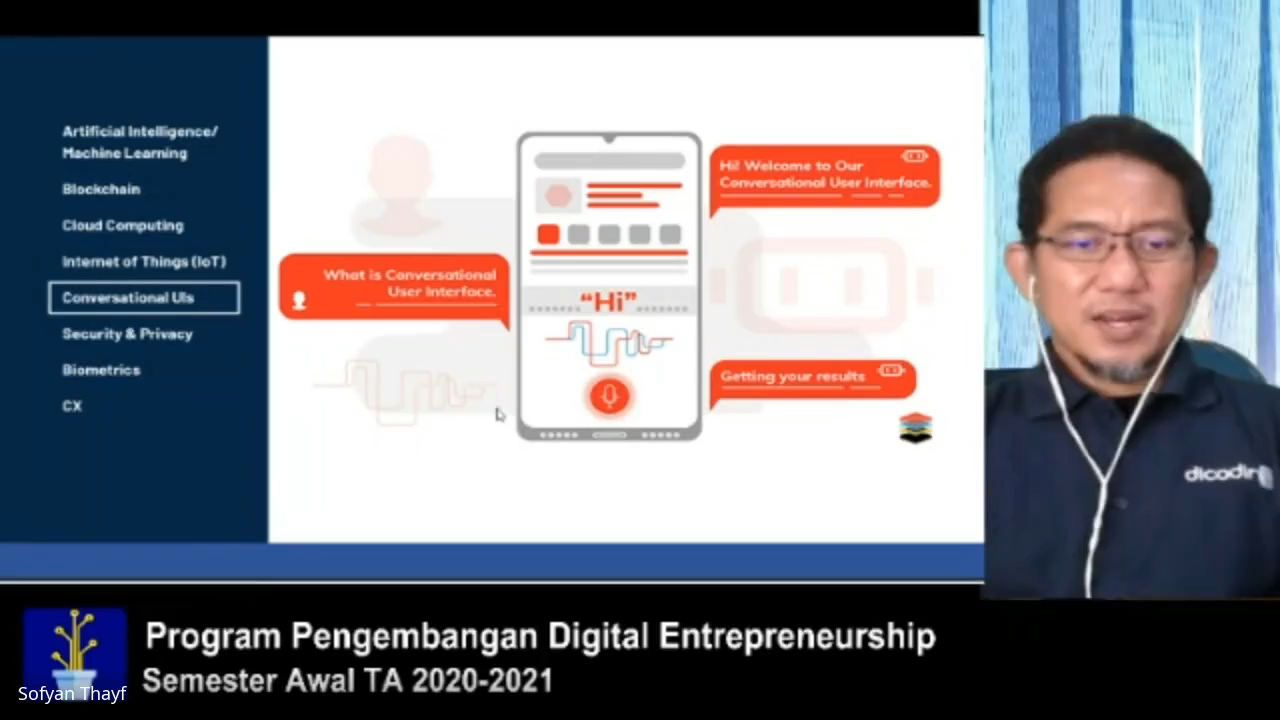 Artificial Intelligence/
Machine Learning
Blockchain
Cloud Computing
Internet of Things (IoT)
Conversational UIs
Security & Privacy
Biometrics
CX
Hi! Welcome to Our
Conversational User Interface.
What is Conversational
User Interface.
“Hi”
Getting your results
dicoding
Program Pengembangan Digital Entrepreneurship
Semester Awal TA 2020-2021
Sofyan Thayf